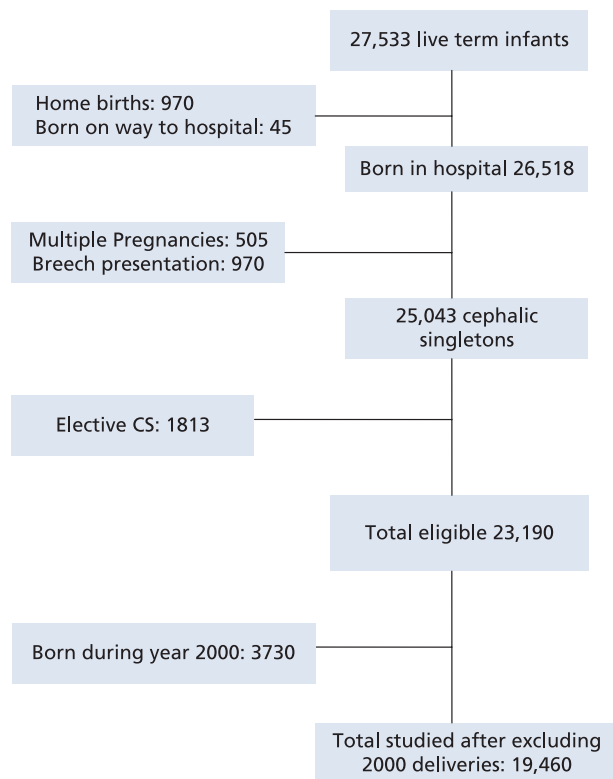 27,533 live term infants
Home births: 970
Born on way to hospital: 45
Born in hospital 26,518
Multiple Pregnancies: 505
Breech presentation: 970
25,043 cephalic
singletons
Elective CS: 1813
Total eligible 23,190
Born during year 2000: 3730
Total studied after excluding
2000 deliveries: 19,460